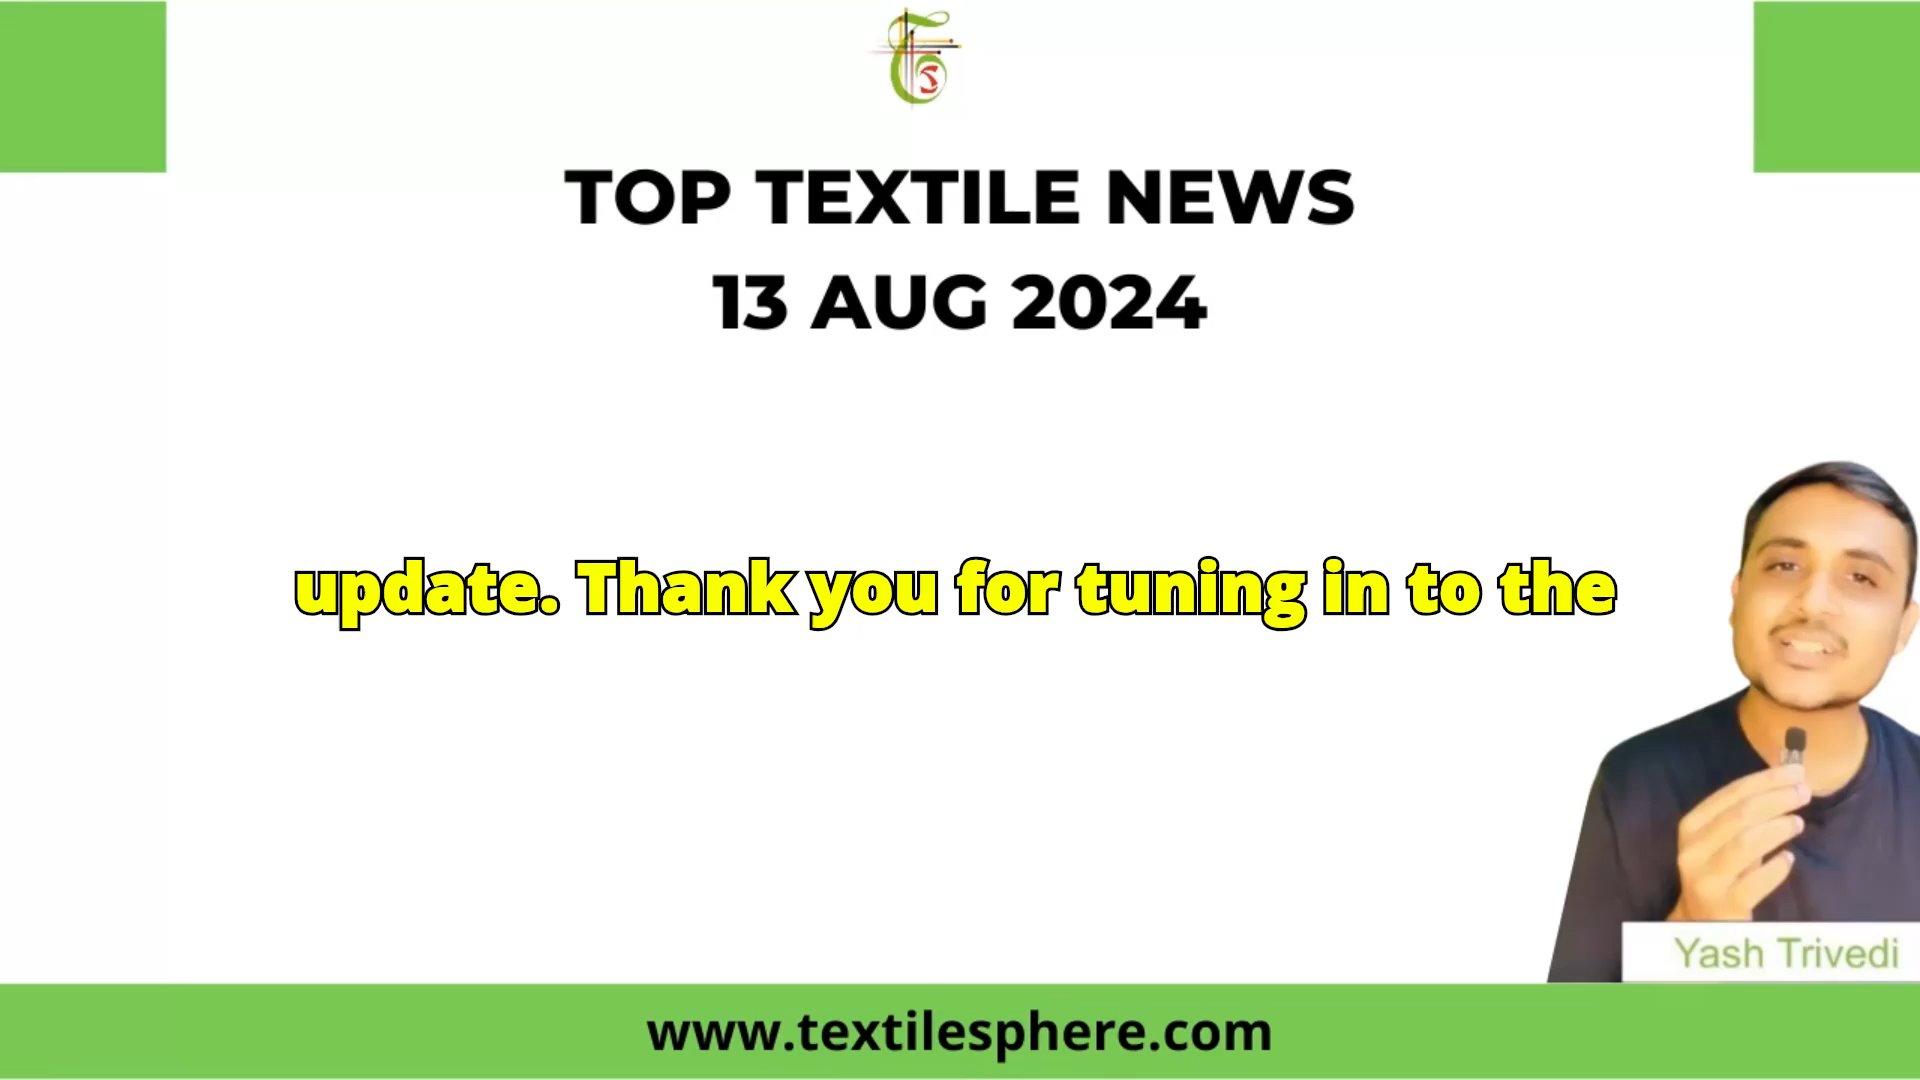 TOP TEXTILE NEWS
13 AUG 2024
update. Thank you for tuning in to the
Yash Trivedi
www.textilesphere.com